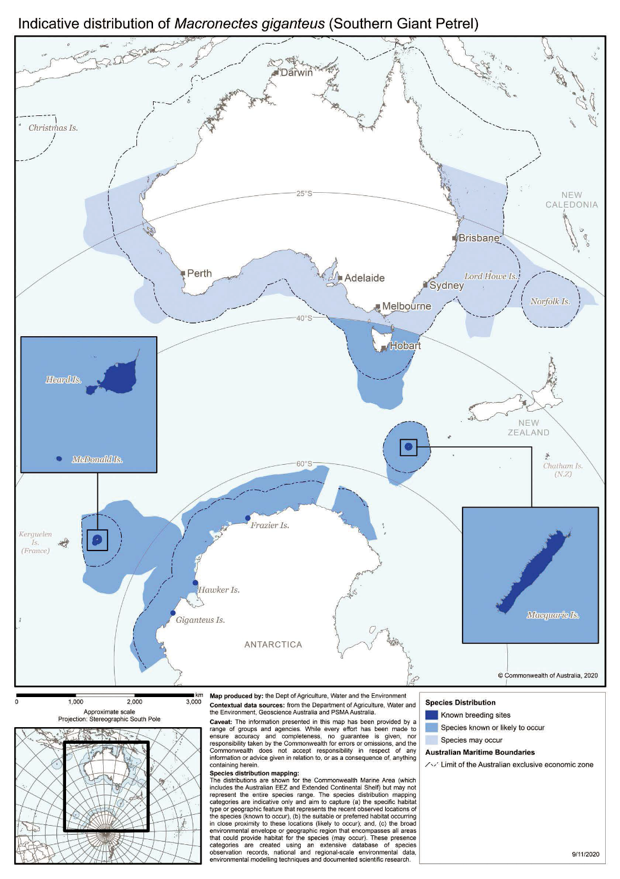 Indicative distribution of Macronectes giganteus (Southern Giant Petrel)
Darwin
Christmas Is.
25°S
NEW
CALEDONIA
Brisbane
Perth
Adelaide
Lord Howe Is.
Sydney
Norfolk Is.
Melbourne
40°S
Hobart
Heard Is.
McDonald Is.
NEW
ZEALAND
60°S
Chatham Is.
(N.Z)
Frazier Is.
Kerguelen
Is.
(France)
Hawker Is.
Giganteus Is.
Macquarie Is.
ANTARCTICA
© Commonwealth of Australia, 2020
km
0 1,000 2,000 3,000
Approximate scale
Projection: Stereographic South Pole
Map produced by: the Dept of Agriculture, Water and the Environment
Contextual data sources: from the Department of Agriculture, Water and
the Environment, Geoscience Australia and PSMA Australia.
Caveat: The information presented in this map has been provided by a
range of groups and agencies. While every effort has been made to
ensure accuracy and completeness, no guarantee is given, nor
responsibility taken by the Commonwealth for errors or omissions, and the
Commonwealth does not accept responsibility in respect of any
information or advice given in relation to, or as a consequence of, anything
containing herein.
Species distribution mapping:
The distributions are shown for the Commonwealth Marine Area (which
includes the Australian EEZ and Extended Continental Shelf) but may not
represent the entire species range. The species distribution mapping
categories are indicative only and aim to capture (a) the specific habitat
type or geographic feature that represents the recent observed locations of
the species (known to occur), (b) the suitable or preferred habitat occurring
in close proximity to these locations (likely to occur); and, (c) the broad
environmental envelope or geographic region that encompasses all areas
that could provide habitat for the species (may occur). These presence
categories are created using an extensive database of species
observation records, national and regional-scale environmental data,
environmental modelling techniques and documented scientific research.
Species Distribution
Known breeding sites
Species known or likely to occur
Species may occur
Australian Maritime Boundaries
Limit of the Australian exclusive economic zone
9/11/2020